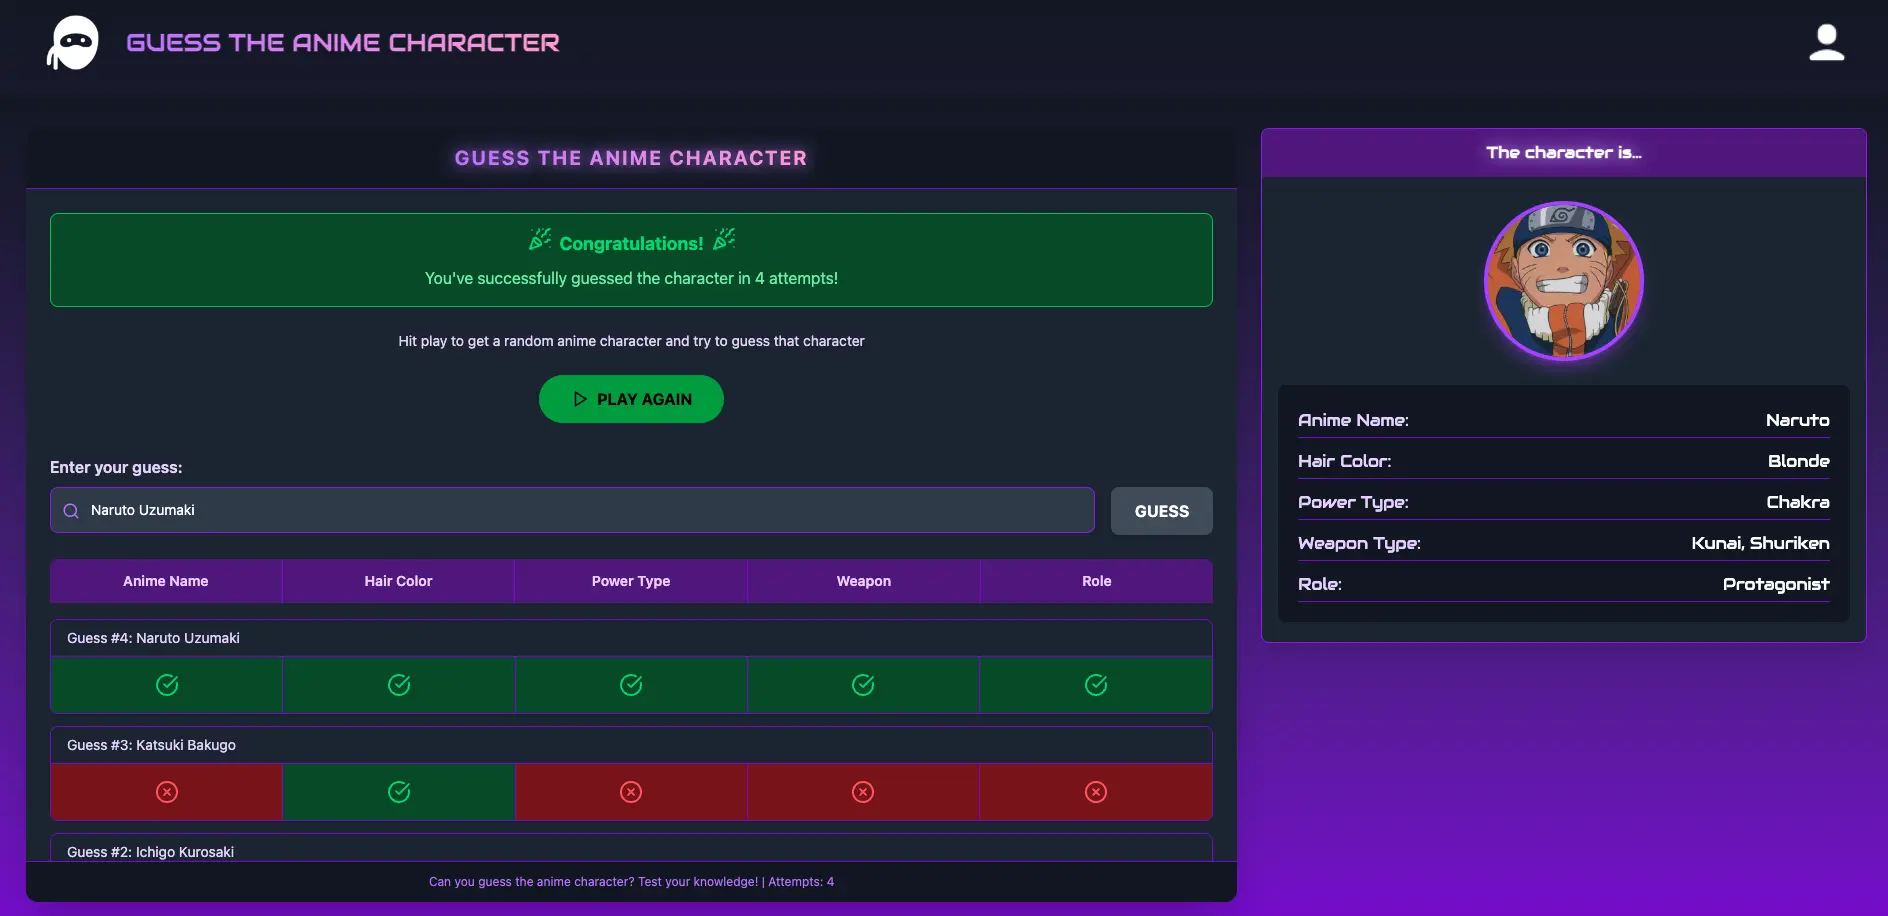 GUESS THE ANIME CHARACTER
GUESS THE ANIME CHARACTER
Congratulations!
You've successfully guessed the character in 4 attempts!
Hit play to get a random anime character and try to guess that character
PLAY AGAIN
Enter your guess:
Naruto Uzumaki
GUESS
Anime Name Hair Color Power Type Weapon Role
Guess #4: Naruto Uzumaki
Guess #3: Katsuki Bakugo
Guess #2: Ichigo Kurosaki
Can you guess the anime character? Test your knowledge! | Attempts: 4
The character is...
Anime Name: Naruto
Hair Color: Blonde
Power Type: Chakra
Weapon Type: Kunai, Shuriken
Role: Protagonist